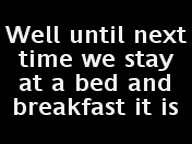 Well until next
time we stay
at a bed and
breakfast it is